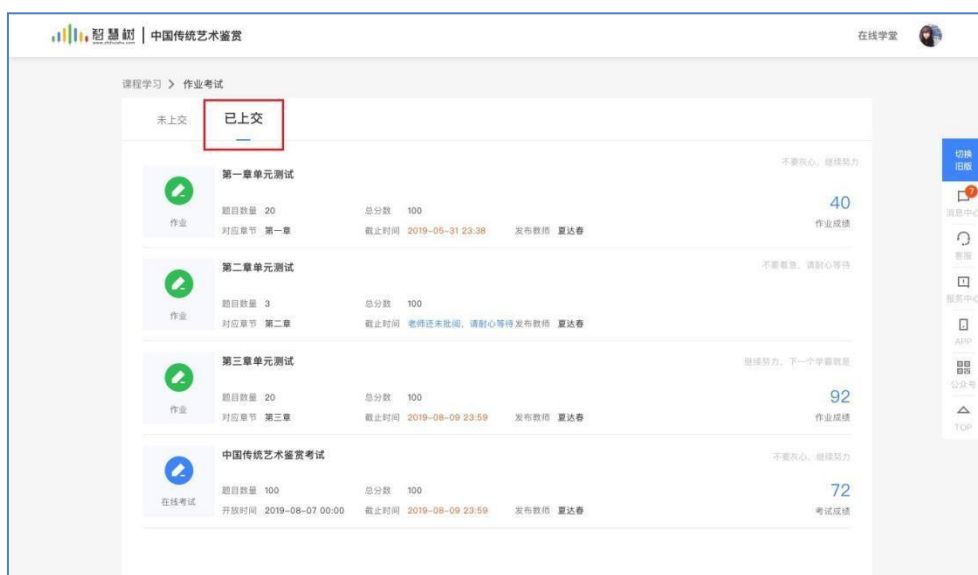 智慧树 中国传统艺术鉴赏 在线学堂
课程学习 > 作业考试
未上交 已上交
不要灰心、继续努力
第一章单元测试
题目数量 20 总分数 100 40
作业 对应章节 第一章 截止时间 2019-05-31 23:38 发布教师 夏达春 作业成绩
第二章单元测试 不要着急、请耐心等待
题目数量 3 总分数 100
作业 对应章节 第二章 截止时间 老师还未批阅, 请耐心等待发布教师 夏达春
第三章单元测试 继续努力, 下一个学霸就是
题目数量 20 总分数 100 92
作业 对应章节 第三章 截止时间 2019-08-09 23:59 发布教师 夏达春 作业成绩
中国传统艺术鉴赏考试 不要灰心、继续努力
题目数量 100 总分数 100 72
在线考试 开放时间 2019-08-07 00:00 截止时间 2019-08-09 23:59 发布教师 夏达春 考试成绩
切换
旧版
7
消息中心
客服
服务中心
APP
公众号
TOP